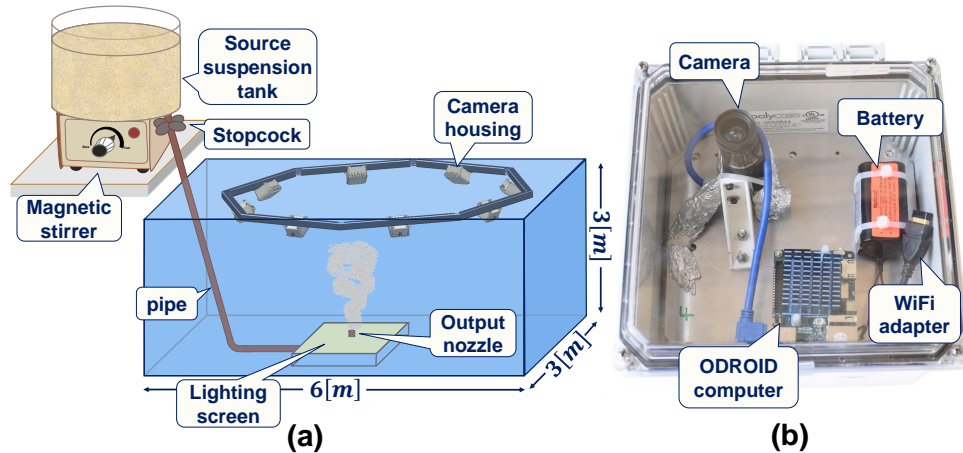 Source
suspension
tank
Stopcock
Magnetic
stirrer
Camera
housing
pipe
Output
nozzle
Lighting
screen
6[m]
3[m]
3[m]
(a)
Camera
Battery
WiFi
adapter
ODROID
computer
polycase
(b)